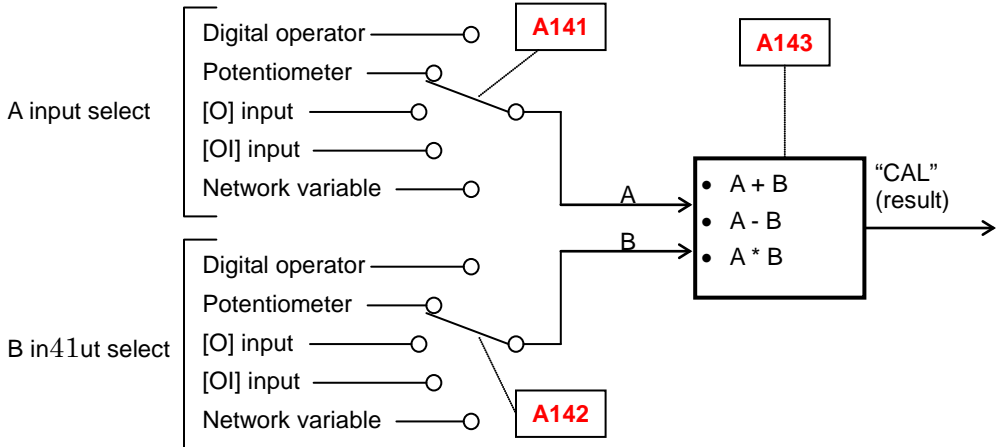 A input select
Digital operator
Potentiometer
[O] input
[OI] input
Network variable
A141
A143
A
B
• A + B
• A - B
• A * B
“CAL”
(result)
B in41ut select
Digital operator
Potentiometer
[O] input
[OI] input
Network variable
A142